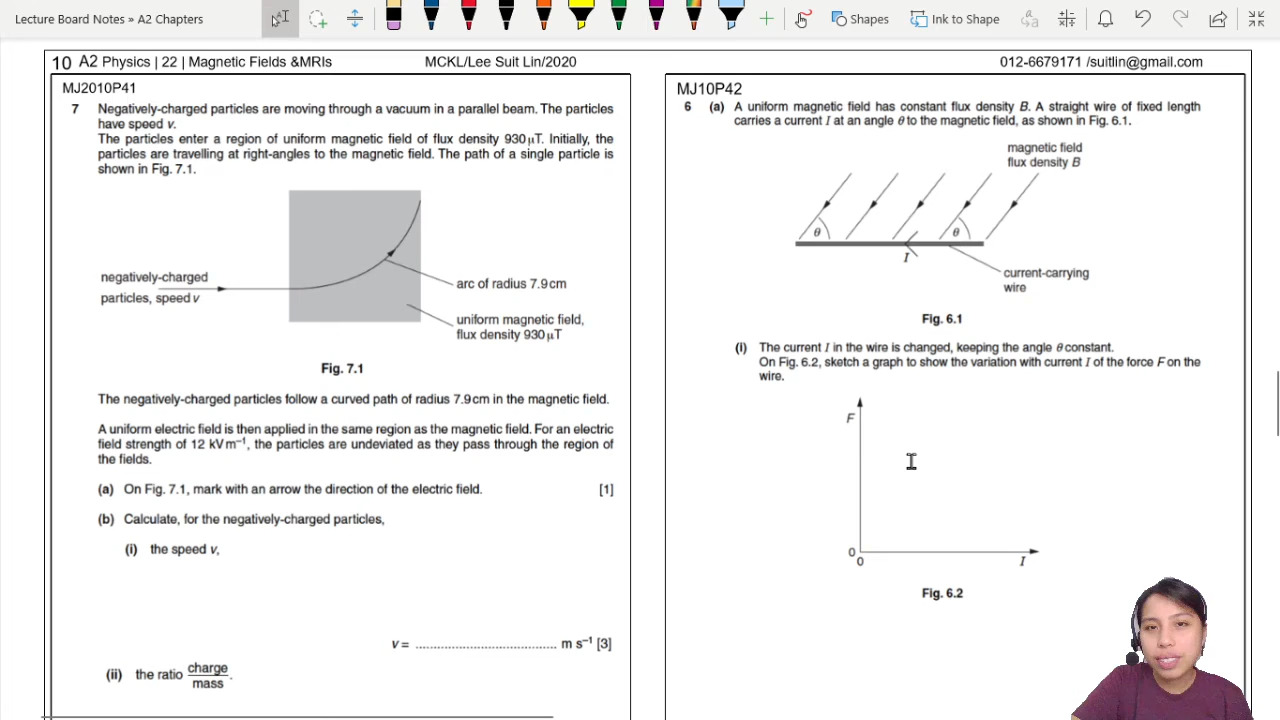 Lecture Board Notes » A2 Chapters
Shapes
Ink to Shape
10 A2 Physics | 22 | Magnetic Fields &MRIs
MCKL/Lee Suit Lin/2020
012-6679171 /suitlin@gmail.com
MJ2010P41
7 Negatively-charged particles are moving through a vacuum in a parallel beam. The particles
have speed v.
The particles enter a region of uniform magnetic field of flux density 930 μT. Initially, the
particles are travelling at right-angles to the magnetic field. The path of a single particle is
shown in Fig. 7.1.
negatively-charged
particles, speed v
arc of radius 7.9 cm
uniform magnetic field,
flux density 930 μT
Fig. 7.1
The negatively-charged particles follow a curved path of radius 7.9 cm in the magnetic field.
A uniform electric field is then applied in the same region as the magnetic field. For an electric
field strength of 12 kV m⁻¹, the particles are undeviated as they pass through the region of
the fields.
(a) On Fig. 7.1, mark with an arrow the direction of the electric field. [1]
(b) Calculate, for the negatively-charged particles,
(i) the speed v,
v = ...................................... m s⁻¹ [3]
(ii) the ratio charge/mass.
MJ10P42
6 (a) A uniform magnetic field has constant flux density B. A straight wire of fixed length
carries a current I at an angle θ to the magnetic field, as shown in Fig. 6.1.
magnetic field
flux density B
θ
θ
I
current-carrying
wire
Fig. 6.1
(i) The current I in the wire is changed, keeping the angle θ constant.
On Fig. 6.2, sketch a graph to show the variation with current I of the force F on the
wire.
F
0
0
I
Fig. 6.2